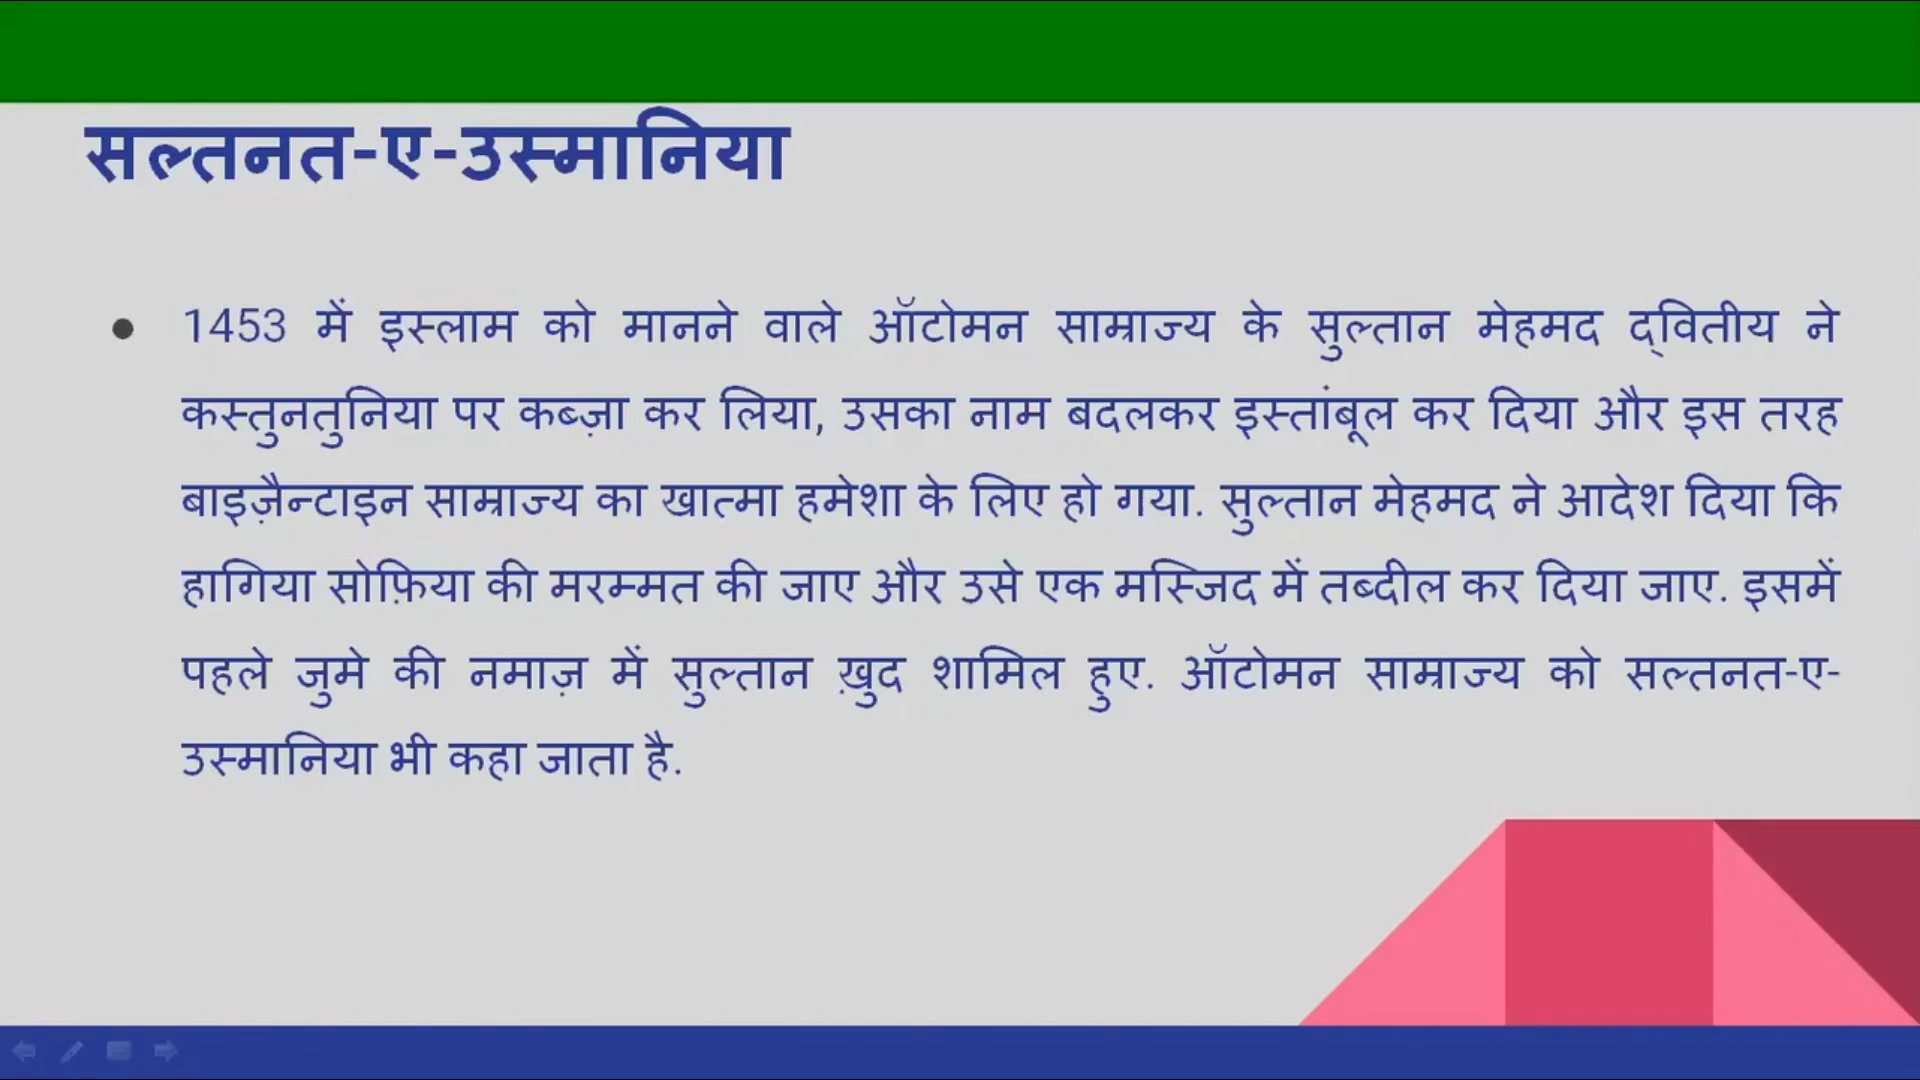 सल्तनत-ए-उस्मानिया
• 1453 में इस्लाम को मानने वाले ऑटोमन साम्राज्य के सुल्तान मेहमद द्वितीय ने
कस्तुनतुनिया पर कब्ज़ा कर लिया, उसका नाम बदलकर इस्तांबूल कर दिया और इस तरह
बाइज़ैन्टाइन साम्राज्य का खात्मा हमेशा के लिए हो गया. सुल्तान मेहमद ने आदेश दिया कि
हागिया सोफ़िया की मरम्मत की जाए और उसे एक मस्जिद में तब्दील कर दिया जाए. इसमें
पहले जुमे की नमाज़ में सुल्तान ख़ुद शामिल हुए. ऑटोमन साम्राज्य को सल्तनत-ए-
उस्मानिया भी कहा जाता है.